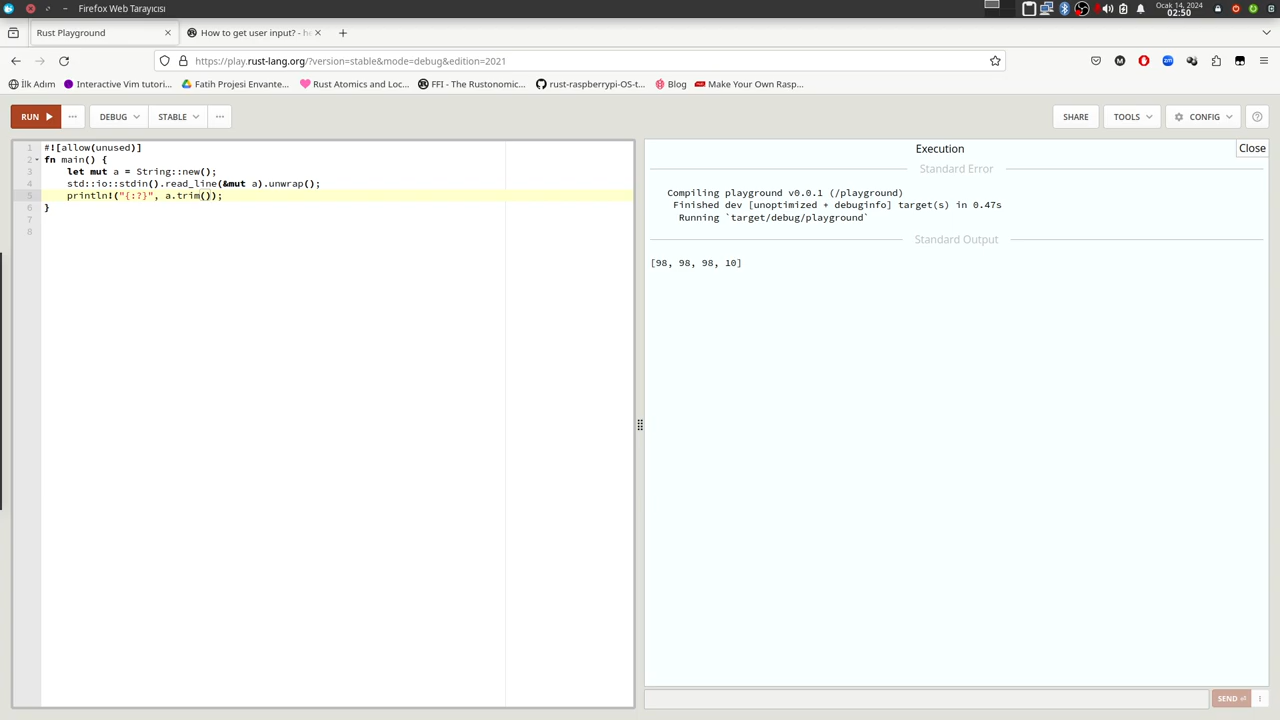 Firefox Web Tarayıcısı
Ocak 14, 2024
02:50
Rust Playground
How to get user input? - he
https://play.rust-lang.org/?version=stable&mode=debug&edition=2021
İlk Adım
Interactive Vim tutori...
Fatih Projesi Envante...
Rust Atomics and Loc...
FFI - The Rustonomic...
rust-raspberrypi-OS-t...
Blog
Make Your Own Rasp...
RUN
DEBUG
STABLE
SHARE
TOOLS
CONFIG
1 #![allow(unused)]
2 fn main() {
3 let mut a = String::new();
4 std::io::stdin().read_line(&mut a).unwrap();
5 println!("{:?}", a.trim());
6 }
7
8
Execution
Close
Standard Error
Compiling playground v0.0.1 (/playground)
Finished dev [unoptimized + debuginfo] target(s) in 0.47s
Running `target/debug/playground`
Standard Output
[98, 98, 98, 10]
SEND